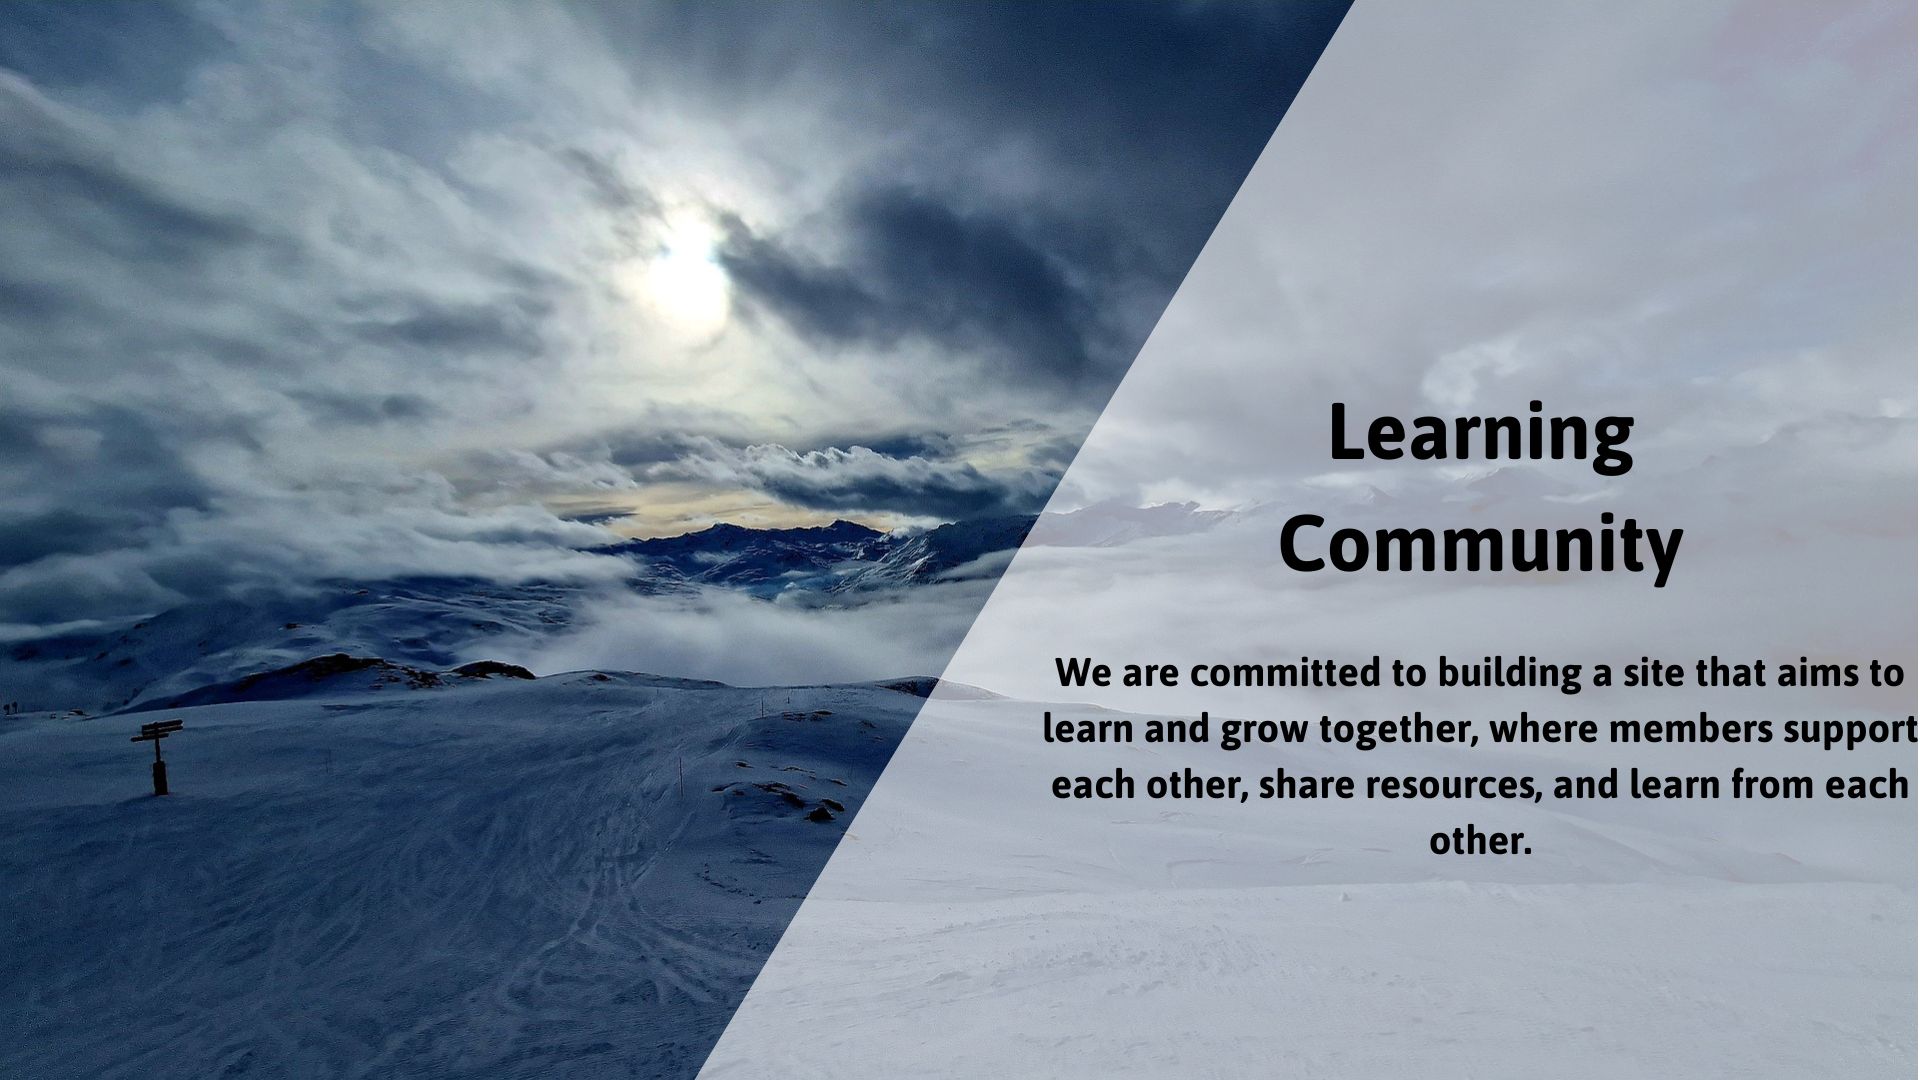 Learning
Community
We are committed to building a site that aims to
learn and grow together, where members support
each other, share resources, and learn from each
other.